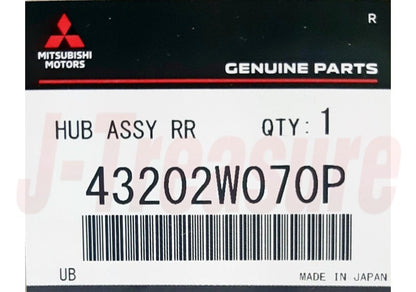 R
MITSUBISHI
MOTORS
GENUINE PARTS
HUB ASSY RR QTY: 1
J-Treasure
43202W070P
UB MADE IN JAPAN